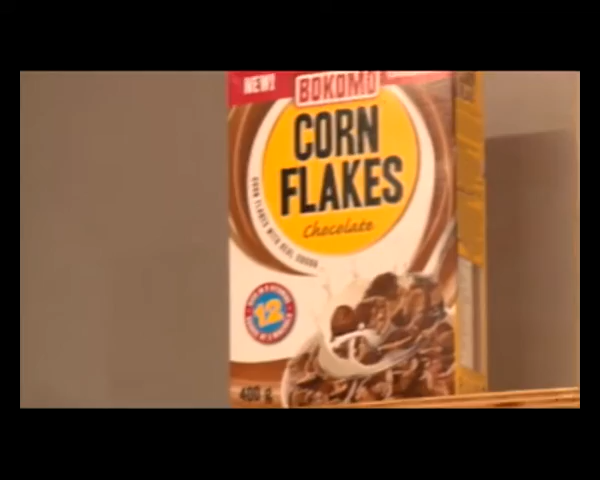 NEW!
BOKOMO
CORN
FLAKES
Chocolate
CORN FLAKES WITH REAL COCOA
12
400 g